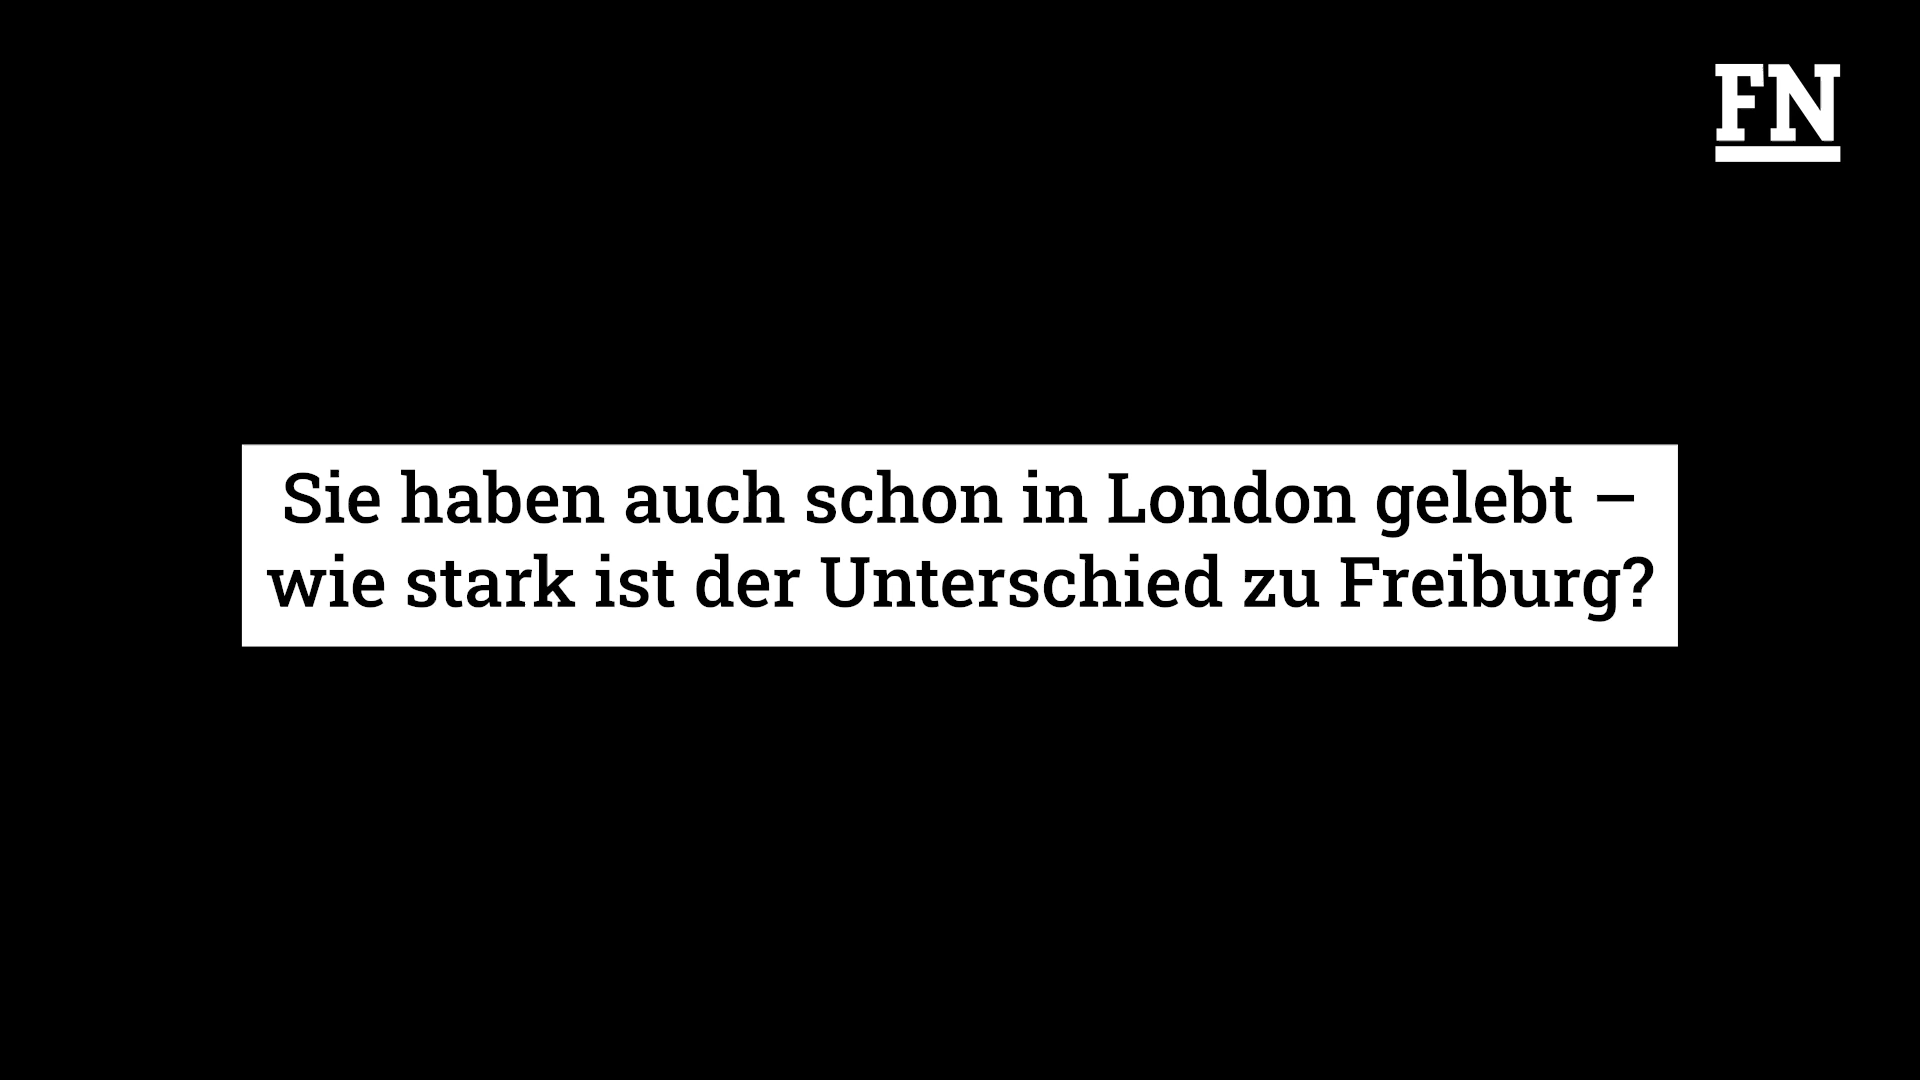 FN
Sie haben auch schon in London gelebt –
wie stark ist der Unterschied zu Freiburg?